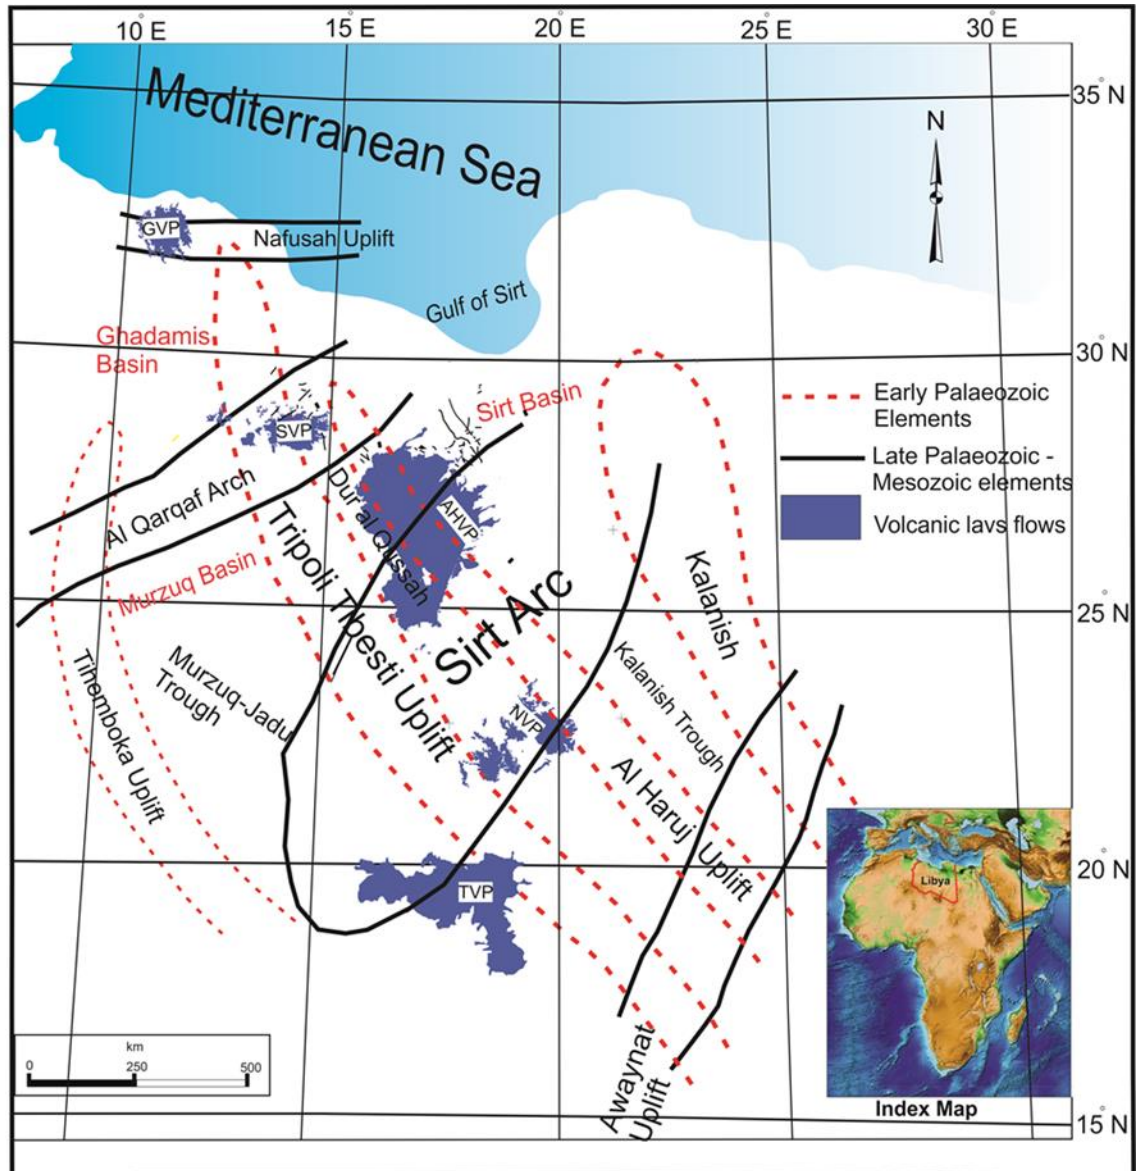 10°E 15°E 20°E 25°E 30°E
35°N
Mediterranean Sea
N
GVP
Nafusah Uplift
Gulf of Sirt
Ghadamis
Basin
30°N
Sirt Basin
Early Palaeozoic
Elements
SVP
Late Palaeozoic -
Mesozoic elements
Volcanic lavs flows
Al Qarqaf Arch
Dur al Qussah
AHVP
Tripoli Tibesti Uplift
Murzuq Basin
Sirt Arc
Kalanish
25°N
Tihemboka Uplift
Murzuq-Jadu
Trough
Kalanish Trough
NVP
Al Haruj Uplift
20°N
TVP
Libya
Awaynat
Uplift
km
0 250 500
Index Map
15°N